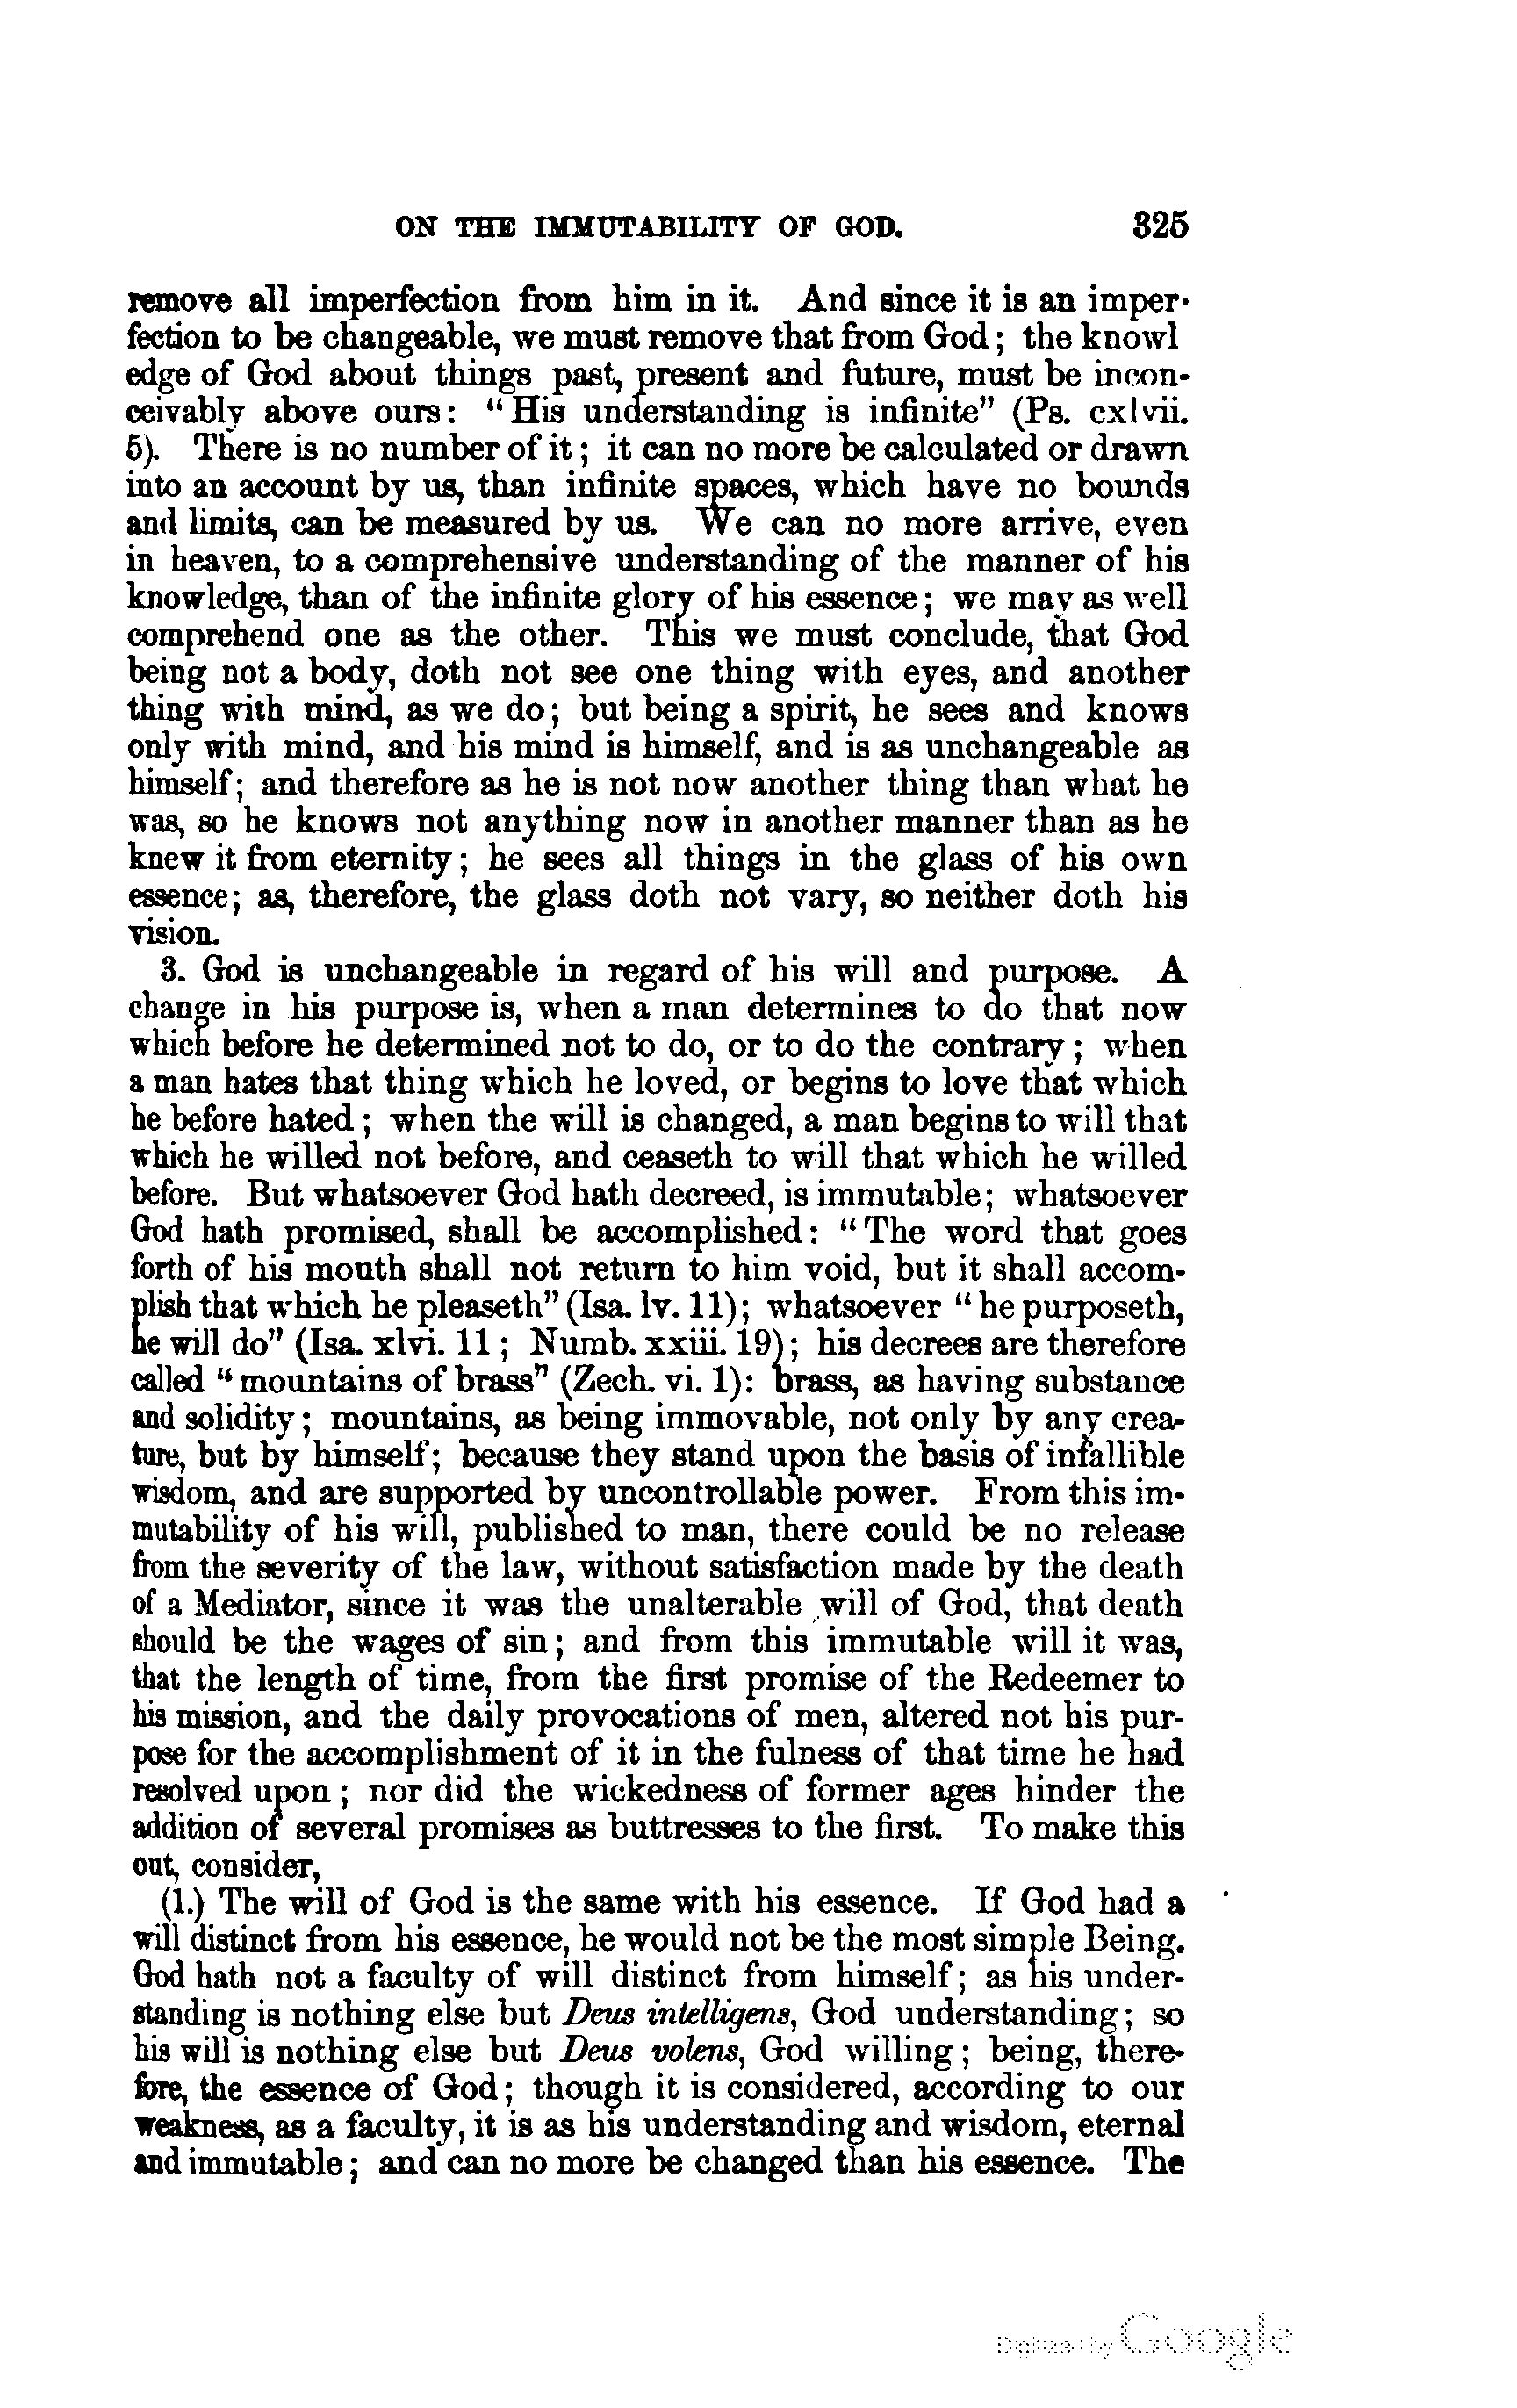 ON THE IMMUTABILITY OF GOD. 325
remove all imperfection from him in it. And since it is an imper-
fection to be changeable, we must remove that from God; the knowl
edge of God about things past, present and future, must be incon-
ceivably above ours: "His understanding is infinite" (Ps. cxlvii.
5). There is no number of it; it can no more be calculated or drawn
into an account by us, than infinite spaces, which have no bounds
and limits, can be measured by us. We can no more arrive, even
in heaven, to a comprehensive understanding of the manner of his
knowledge, than of the infinite glory of his essence; we may as well
comprehend one as the other. This we must conclude, that God
being not a body, doth not see one thing with eyes, and another
thing with mind, as we do; but being a spirit, he sees and knows
only with mind, and his mind is himself, and is as unchangeable as
himself; and therefore as he is not now another thing than what he
was, so he knows not anything now in another manner than as he
knew it from eternity; he sees all things in the glass of his own
essence; as, therefore, the glass doth not vary, so neither doth his
vision.
3. God is unchangeable in regard of his will and purpose. A
change in his purpose is, when a man determines to do that now
which before he determined not to do, or to do the contrary; when
a man hates that thing which he loved, or begins to love that which
he before hated; when the will is changed, a man begins to will that
which he willed not before, and ceaseth to will that which he willed
before. But whatsoever God hath decreed, is immutable; whatsoever
God hath promised, shall be accomplished: "The word that goes
forth of his mouth shall not return to him void, but it shall accom-
plish that which he pleaseth" (Isa. lv. 11); whatsoever "he purposeth,
he will do" (Isa. xlvi. 11; Numb. xxiii. 19); his decrees are therefore
called "mountains of brass" (Zech. vi. 1): brass, as having substance
and solidity; mountains, as being immovable, not only by any crea-
ture, but by himself; because they stand upon the basis of infallible
wisdom, and are supported by uncontrollable power. From this im-
mutability of his will, published to man, there could be no release
from the severity of the law, without satisfaction made by the death
of a Mediator, since it was the unalterable will of God, that death
should be the wages of sin; and from this immutable will it was,
that the length of time, from the first promise of the Redeemer to
his mission, and the daily provocations of men, altered not his pur-
pose for the accomplishment of it in the fulness of that time he had
resolved upon; nor did the wickedness of former ages hinder the
addition of several promises as buttresses to the first. To make this
out, consider,
(1.) The will of God is the same with his essence. If God had a
will distinct from his essence, he would not be the most simple Being.
God hath not a faculty of will distinct from himself; as his under-
standing is nothing else but Deus intelligens, God understanding; so
his will is nothing else but Deus volens, God willing; being, there-
fore, the essence of God; though it is considered, according to our
weakness, as a faculty, it is as his understanding and wisdom, eternal
and immutable; and can no more be changed than his essence. The
Digitized by Google